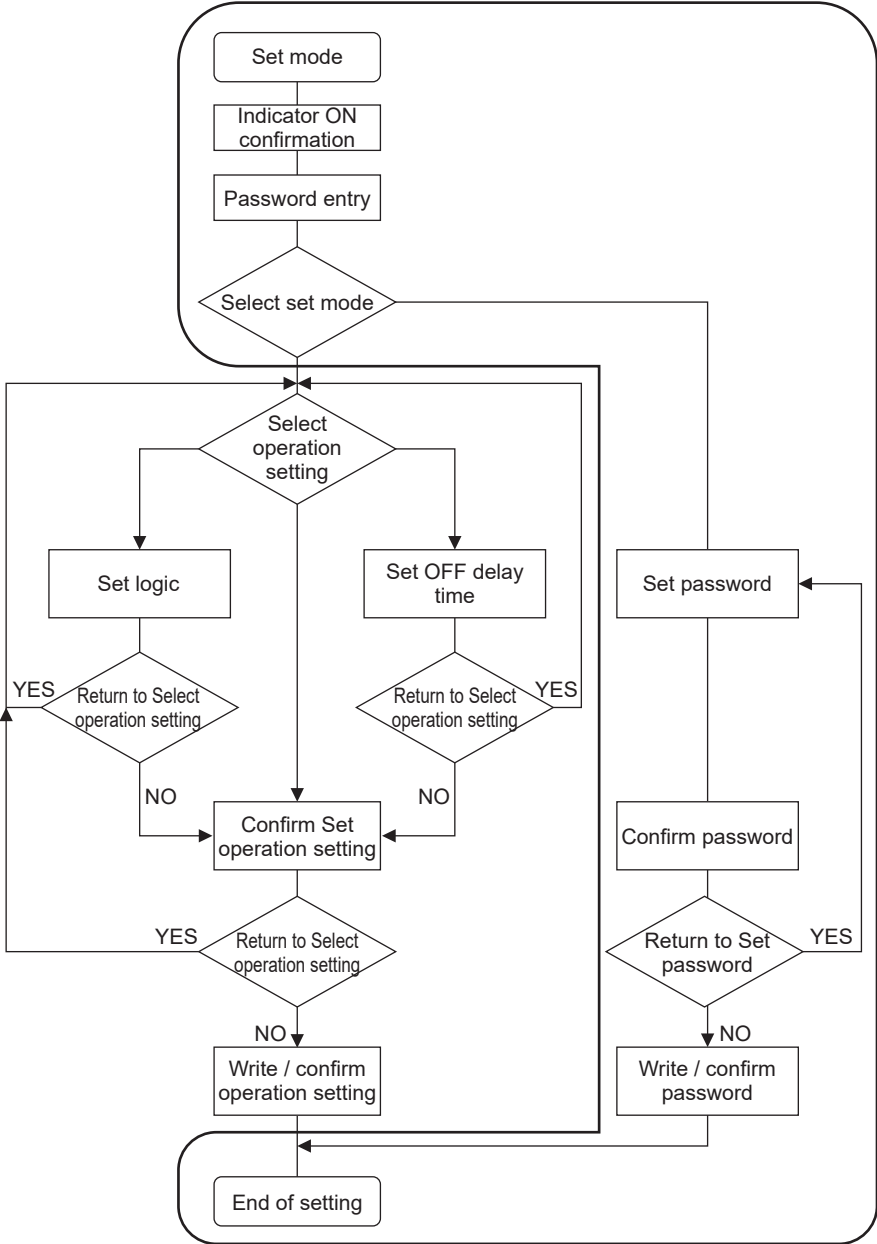 Set mode
Indicator ON
confirmation
Password entry
Select set mode
Select
operation
setting
Set logic
Set OFF delay
time
Set password
YES
Return to Select
operation setting
Return to Select
operation setting
YES
NO
NO
Confirm Set
operation setting
Confirm password
YES
Return to Select
operation setting
Return to Set
password
YES
NO
NO
Write / confirm
operation setting
Write / confirm
password
End of setting